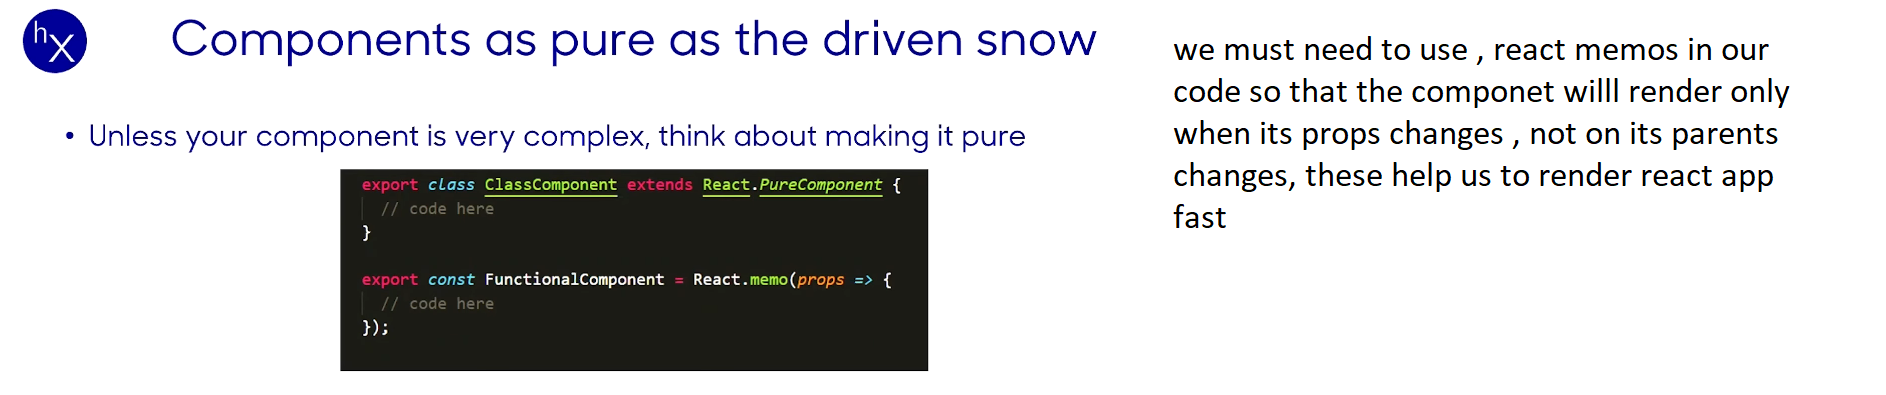 hx
Components as pure as the driven snow
• Unless your component is very complex, think about making it pure
export class ClassComponent extends React.PureComponent {
// code here
}
export const FunctionalComponent = React.memo(props => {
// code here
});
we must need to use , react memos in our
code so that the componet willl render only
when its props changes , not on its parents
changes, these help us to render react app
fast